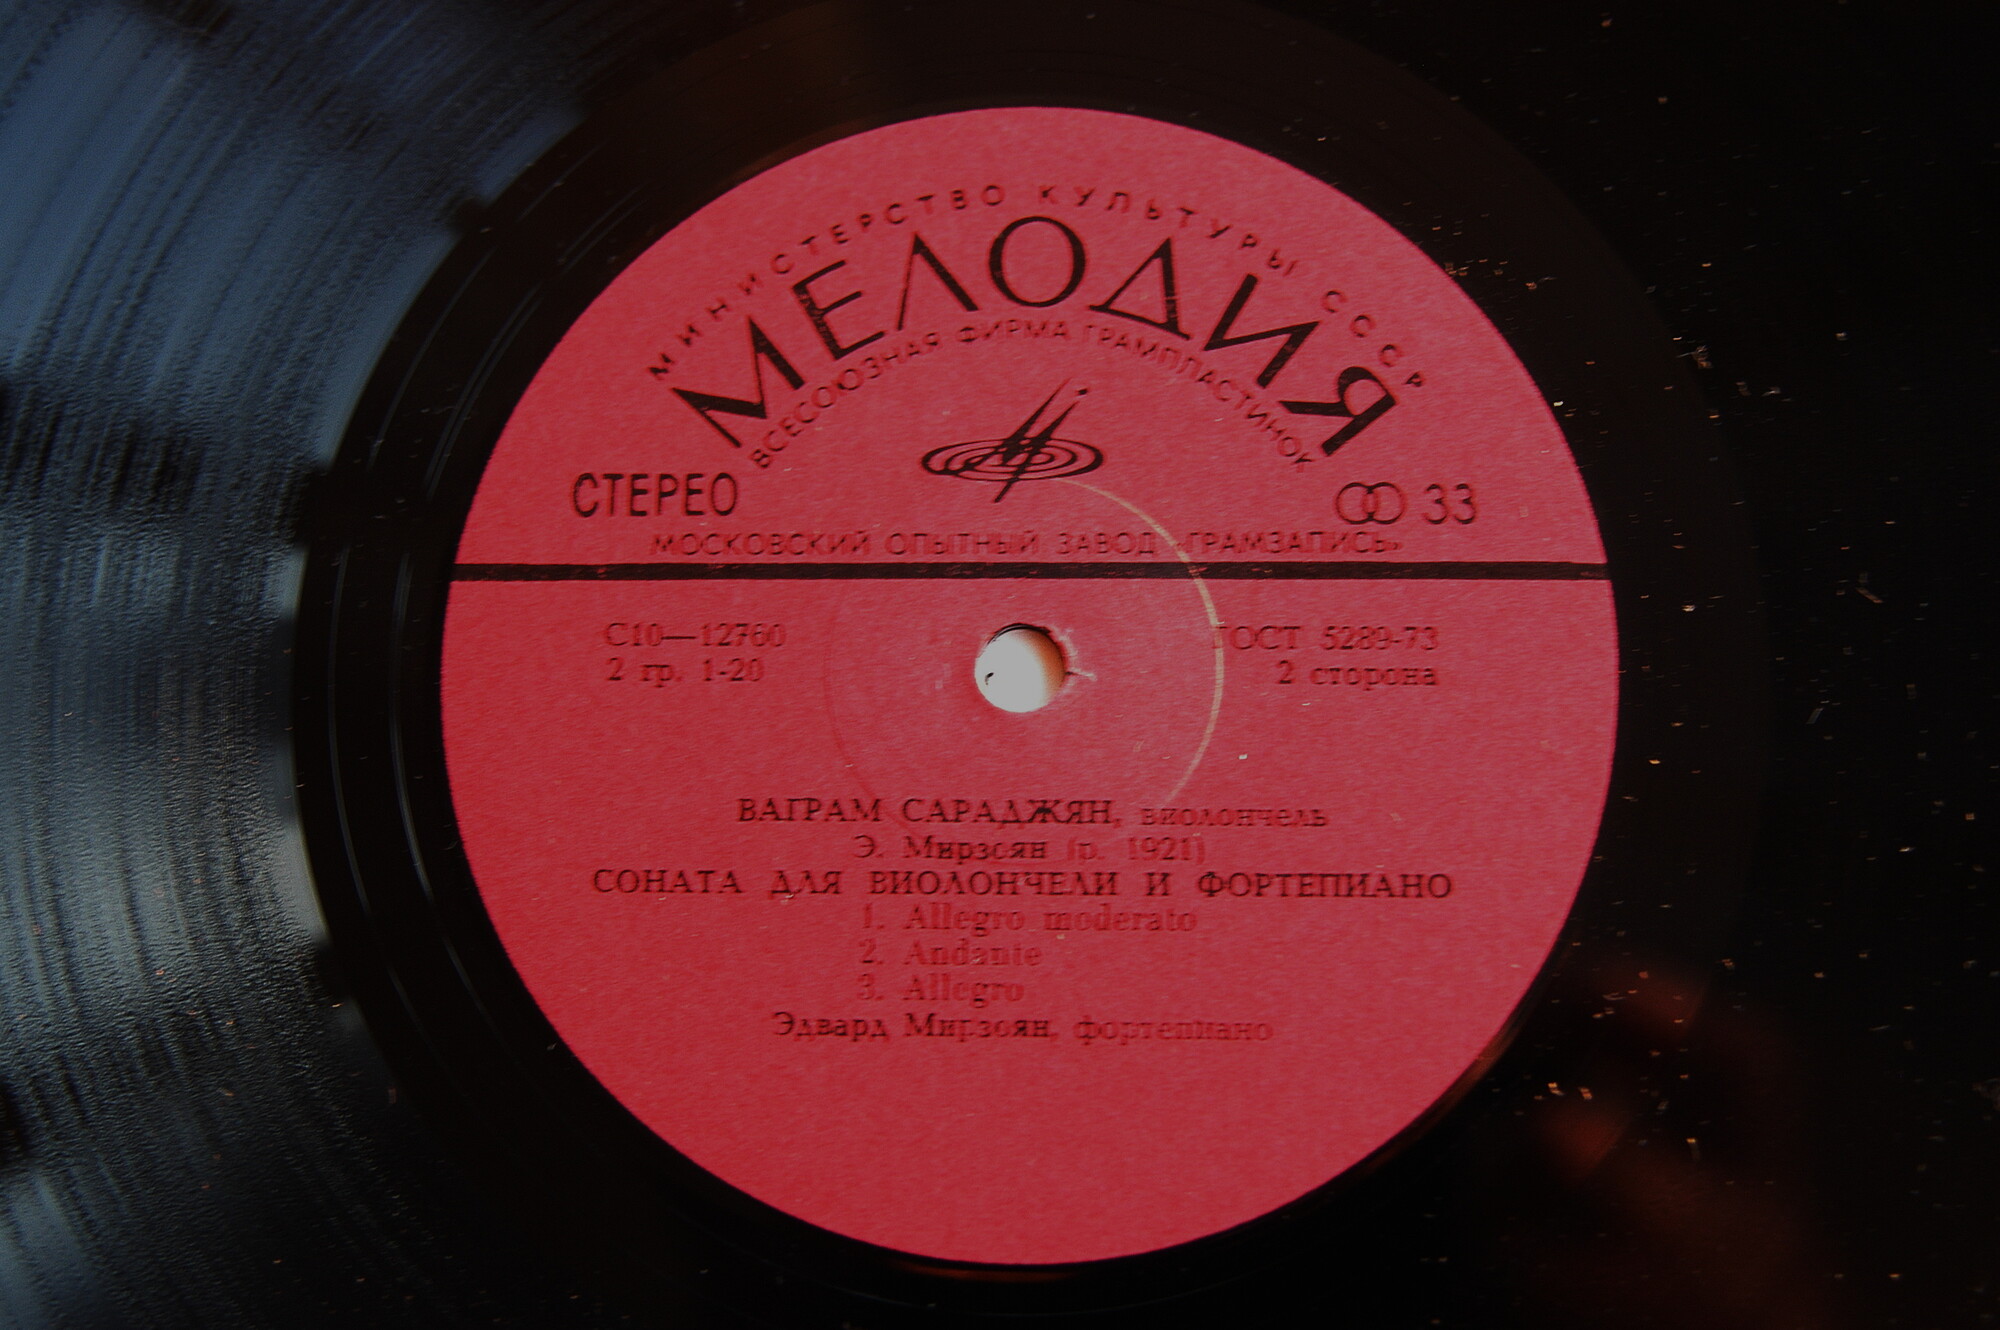 МИНИСТЕРСТВО КУЛЬТУРЫ СССР
МЕЛОДИЯ
ВСЕСОЮЗНАЯ ФИРМА ГРАМПЛАСТИНОК
СТЕРЕО
33
МОСКОВСКИЙ ОПЫТНЫЙ ЗАВОД «ГРАМЗАПИСЬ»
С10—12760
ГОСТ 5289-73
2 гр. 1-20
2 сторона
ВАГРАМ САРАДЖЯН, виолончель
Э. Мирзоян (р. 1921)
СОНАТА ДЛЯ ВИОЛОНЧЕЛИ И ФОРТЕПИАНО
1. Allegro moderato
2. Andante
3. Allegro
Эдвард Мирзоян, фортепиано